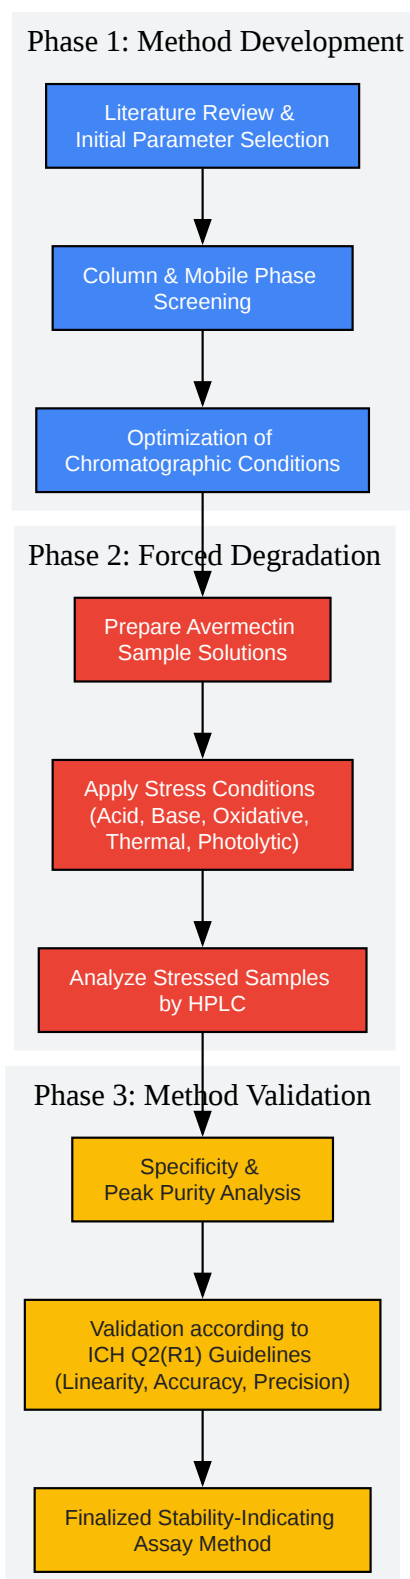 Phase 1: Method Development
Literature Review &
Initial Parameter Selection
Column & Mobile Phase
Screening
Optimization of
Chromatographic Conditions
Phase 2: Forced Degradation
Prepare Avermectin
Sample Solutions
Apply Stress Conditions
(Acid, Base, Oxidative,
Thermal, Photolytic)
Analyze Stressed Samples
by HPLC
Phase 3: Method Validation
Specificity &
Peak Purity Analysis
Validation according to
ICH Q2(R1) Guidelines
(Linearity, Accuracy, Precision)
Finalized Stability-Indicating
Assay Method